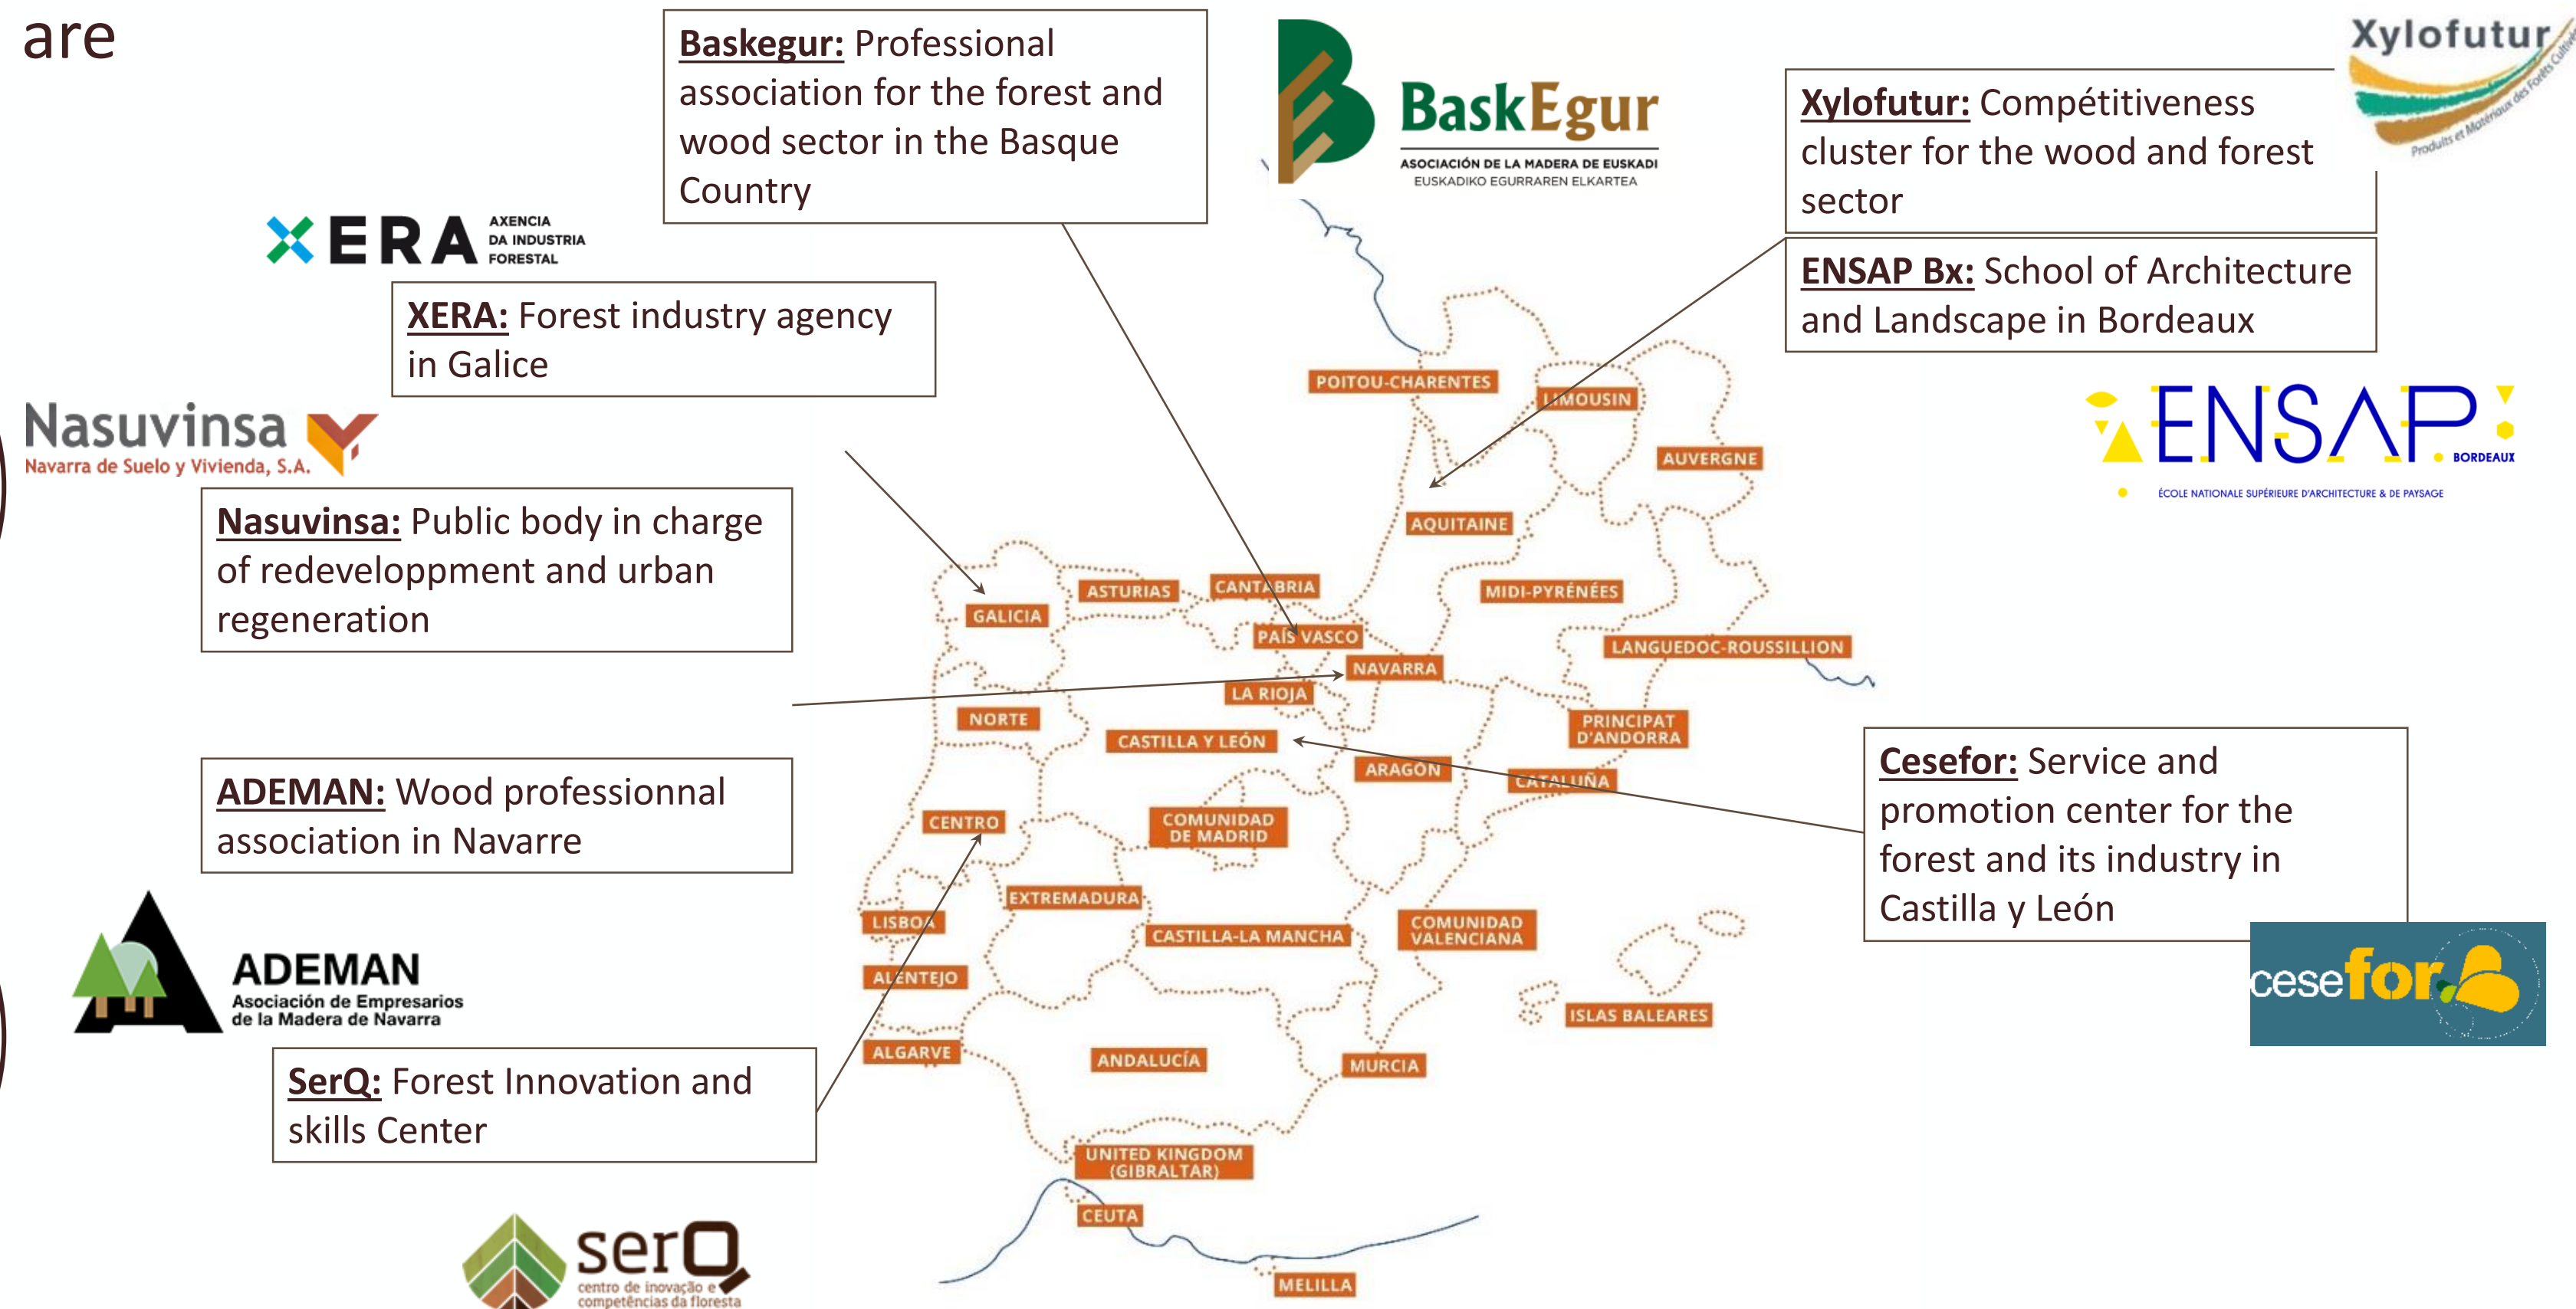 are
Baskegur: Professional
association for the forest and
wood sector in the Basque
Country
BaskEgur
ASOCIACIÓN DE LA MADERA DE EUSKADI
EUSKADIKO EGURRAREN ELKARTEA
Xylofutur
Produits et Matériaux des Forêts Cultivées
Xylofutur: Compétitiveness
cluster for the wood and forest
sector
ENSAP Bx: School of Architecture
and Landscape in Bordeaux
ENSAP
BORDEAUX
ÉCOLE NATIONALE SUPÉRIEURE D'ARCHITECTURE & DE PAYSAGE
XERA
AXENCIA
DA INDUSTRIA
FORESTAL
XERA: Forest industry agency
in Galice
Nasuvinsa
Navarra de Suelo y Vivienda, S.A.
Nasuvinsa: Public body in charge
of redeveloppment and urban
regeneration
ADEMAN: Wood professionnal
association in Navarre
ADEMAN
Asociación de Empresarios
de la Madera de Navarra
SerQ: Forest Innovation and
skills Center
serQ
centro de inovação e
competências da floresta
Cesefor: Service and
promotion center for the
forest and its industry in
Castilla y León
cesefor
POITOU-CHARENTES
LIMOUSIN
AUVERGNE
AQUITAINE
MIDI-PYRÉNÉES
LANGUEDOC-ROUSSILLION
ASTURIAS
CANTABRIA
GALICIA
PAÍS VASCO
NAVARRA
LA RIOJA
NORTE
CASTILLA Y LEÓN
PRINCIPAT
D'ANDORRA
ARAGÓN
CATALUÑA
CENTRO
COMUNIDAD
DE MADRID
EXTREMADURA
LISBOA
CASTILLA-LA MANCHA
COMUNIDAD
VALENCIANA
ALENTEJO
ISLAS BALEARES
ALGARVE
ANDALUCÍA
MURCIA
UNITED KINGDOM
(GIBRALTAR)
CEUTA
MELILLA